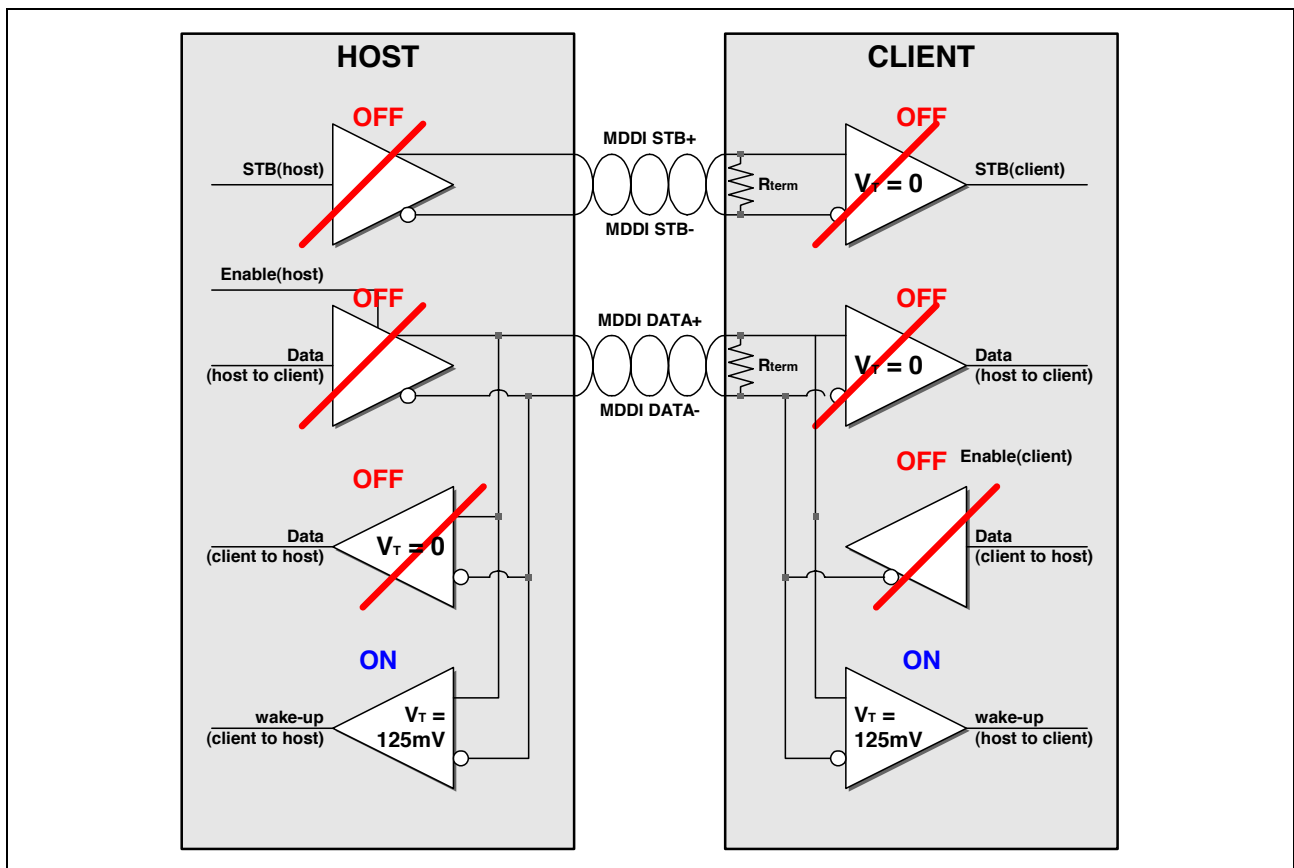 HOST
CLIENT
OFF
OFF
MDDI STB+
STB(host)
Rterm
VT = 0
STB(client)
MDDI STB-
Enable(host)
OFF
OFF
MDDI DATA+
Data
(host to client)
Rterm
VT = 0
Data
(host to client)
MDDI DATA-
OFF
OFF
Enable(client)
Data
(client to host)
VT = 0
Data
(client to host)
ON
ON
wake-up
(client to host)
VT =
125mV
VT =
125mV
wake-up
(host to client)